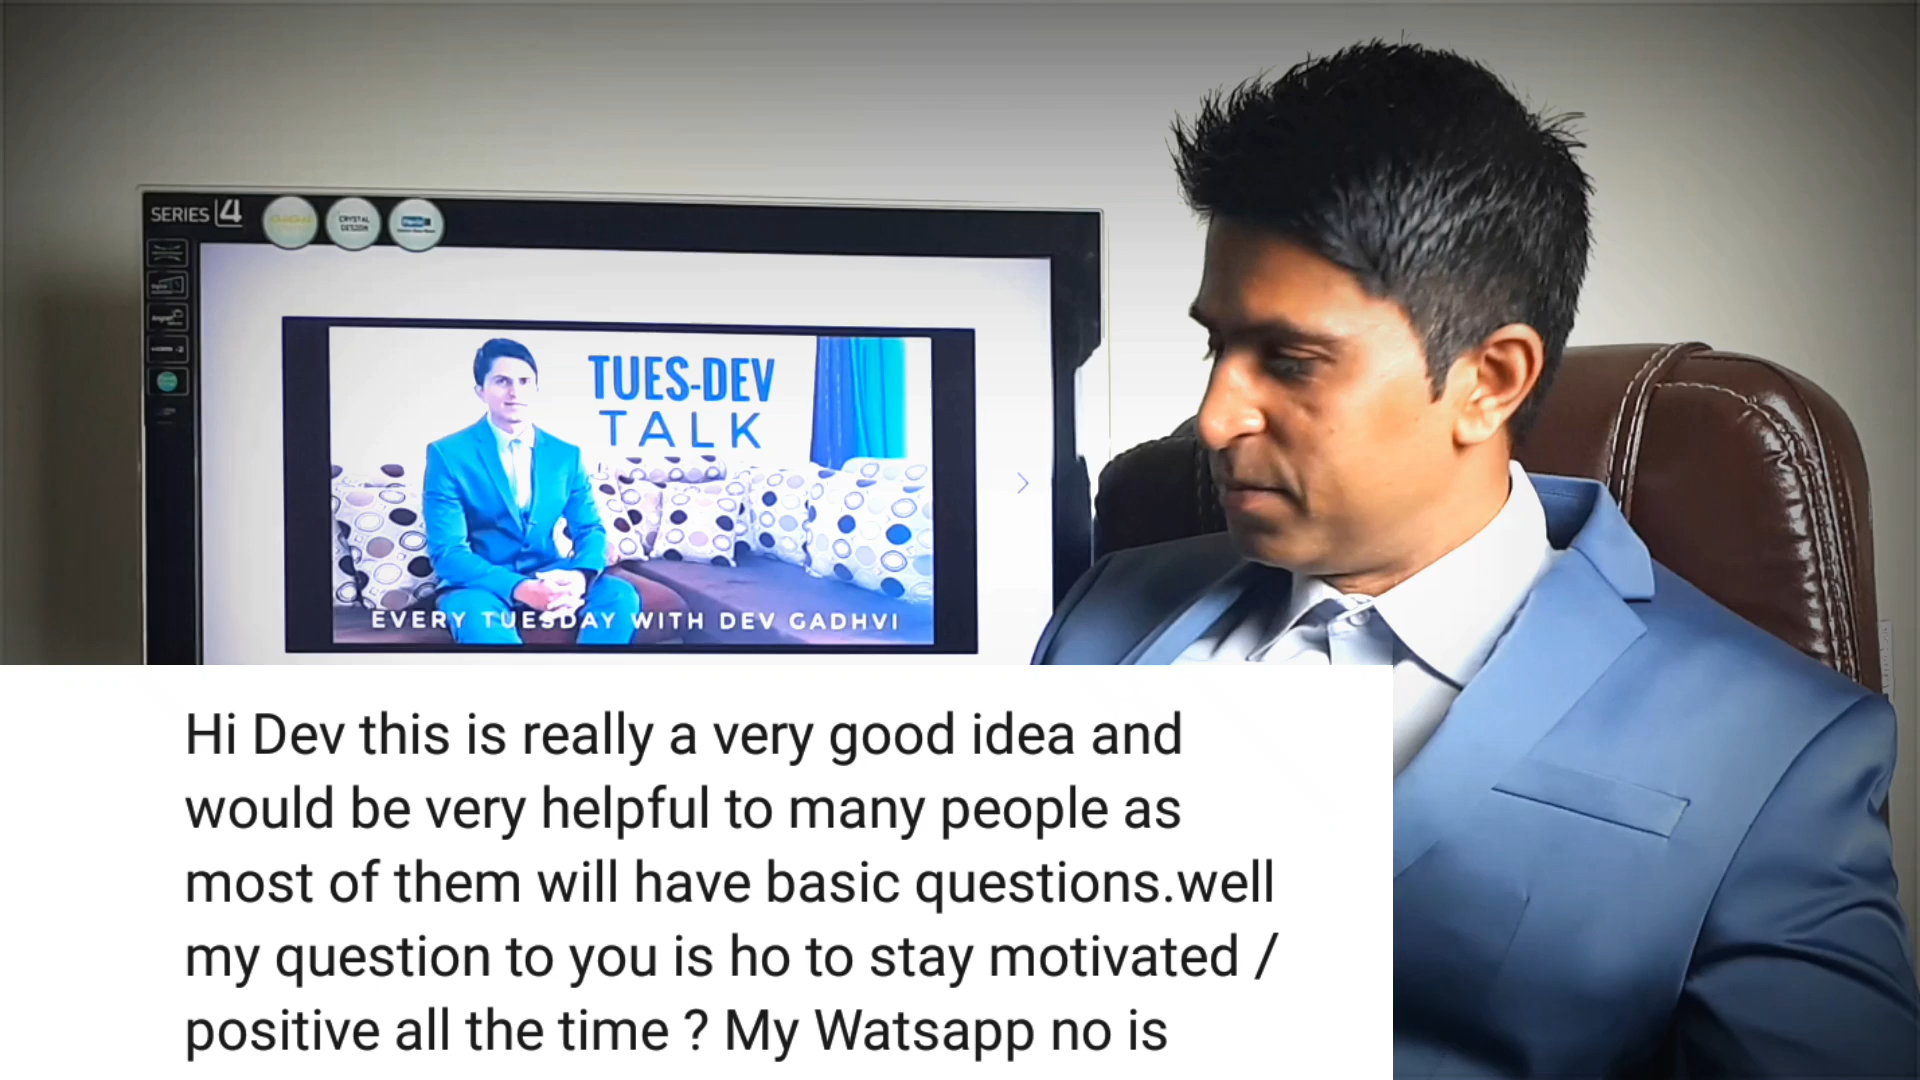 SERIES 4
CRYSTAL
DESIGN
TUES-DEV
TALK
EVERY TUESDAY WITH DEV GADHVI
Hi Dev this is really a very good idea and
would be very helpful to many people as
most of them will have basic questions.well
my question to you is ho to stay motivated /
positive all the time ? My Watsapp no is